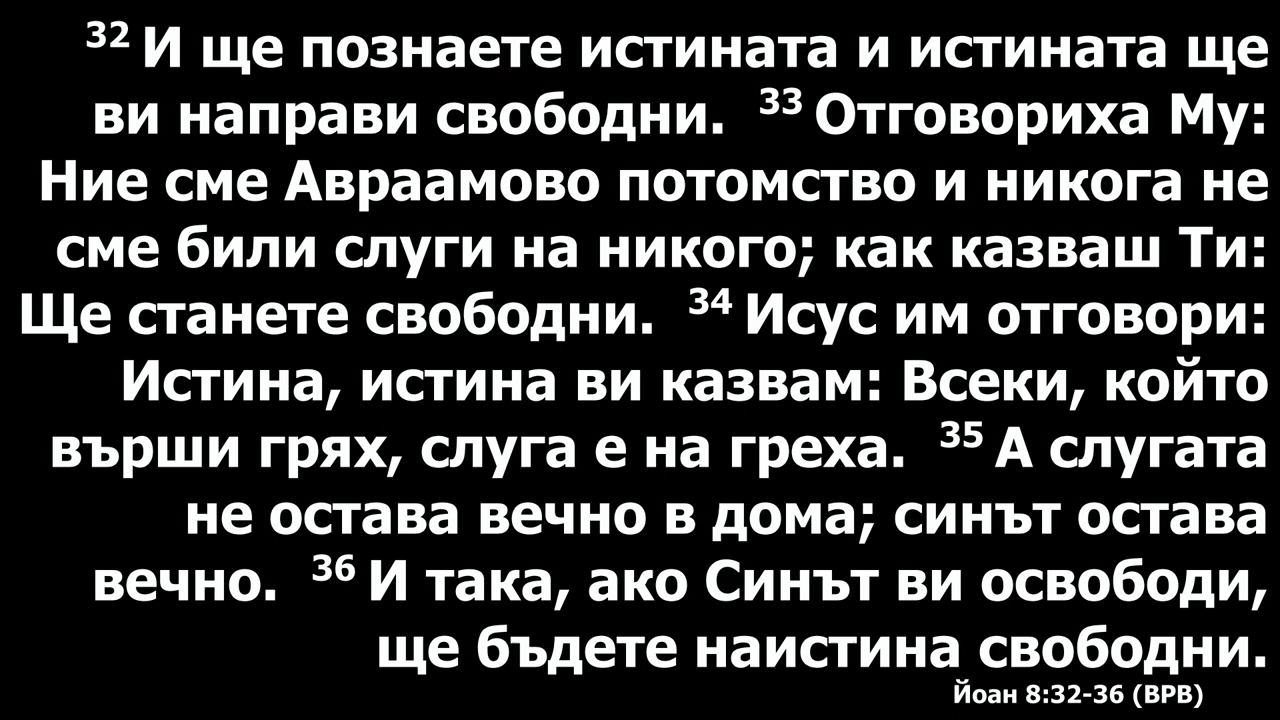 32 И ще познаете истината и истината ще
ви направи свободни. 33 Отговориха Му:
Ние сме Авраамово потомство и никога не
сме били слуги на никого; как казваш Ти:
Ще станете свободни. 34 Исус им отговори:
Истина, истина ви казвам: Всеки, който
върши грях, слуга е на греха. 35 А слугата
не остава вечно в дома; синът остава
вечно. 36 И така, ако Синът ви освободи,
ще бъдете наистина свободни.
Йоан 8:32-36 (ВРВ)